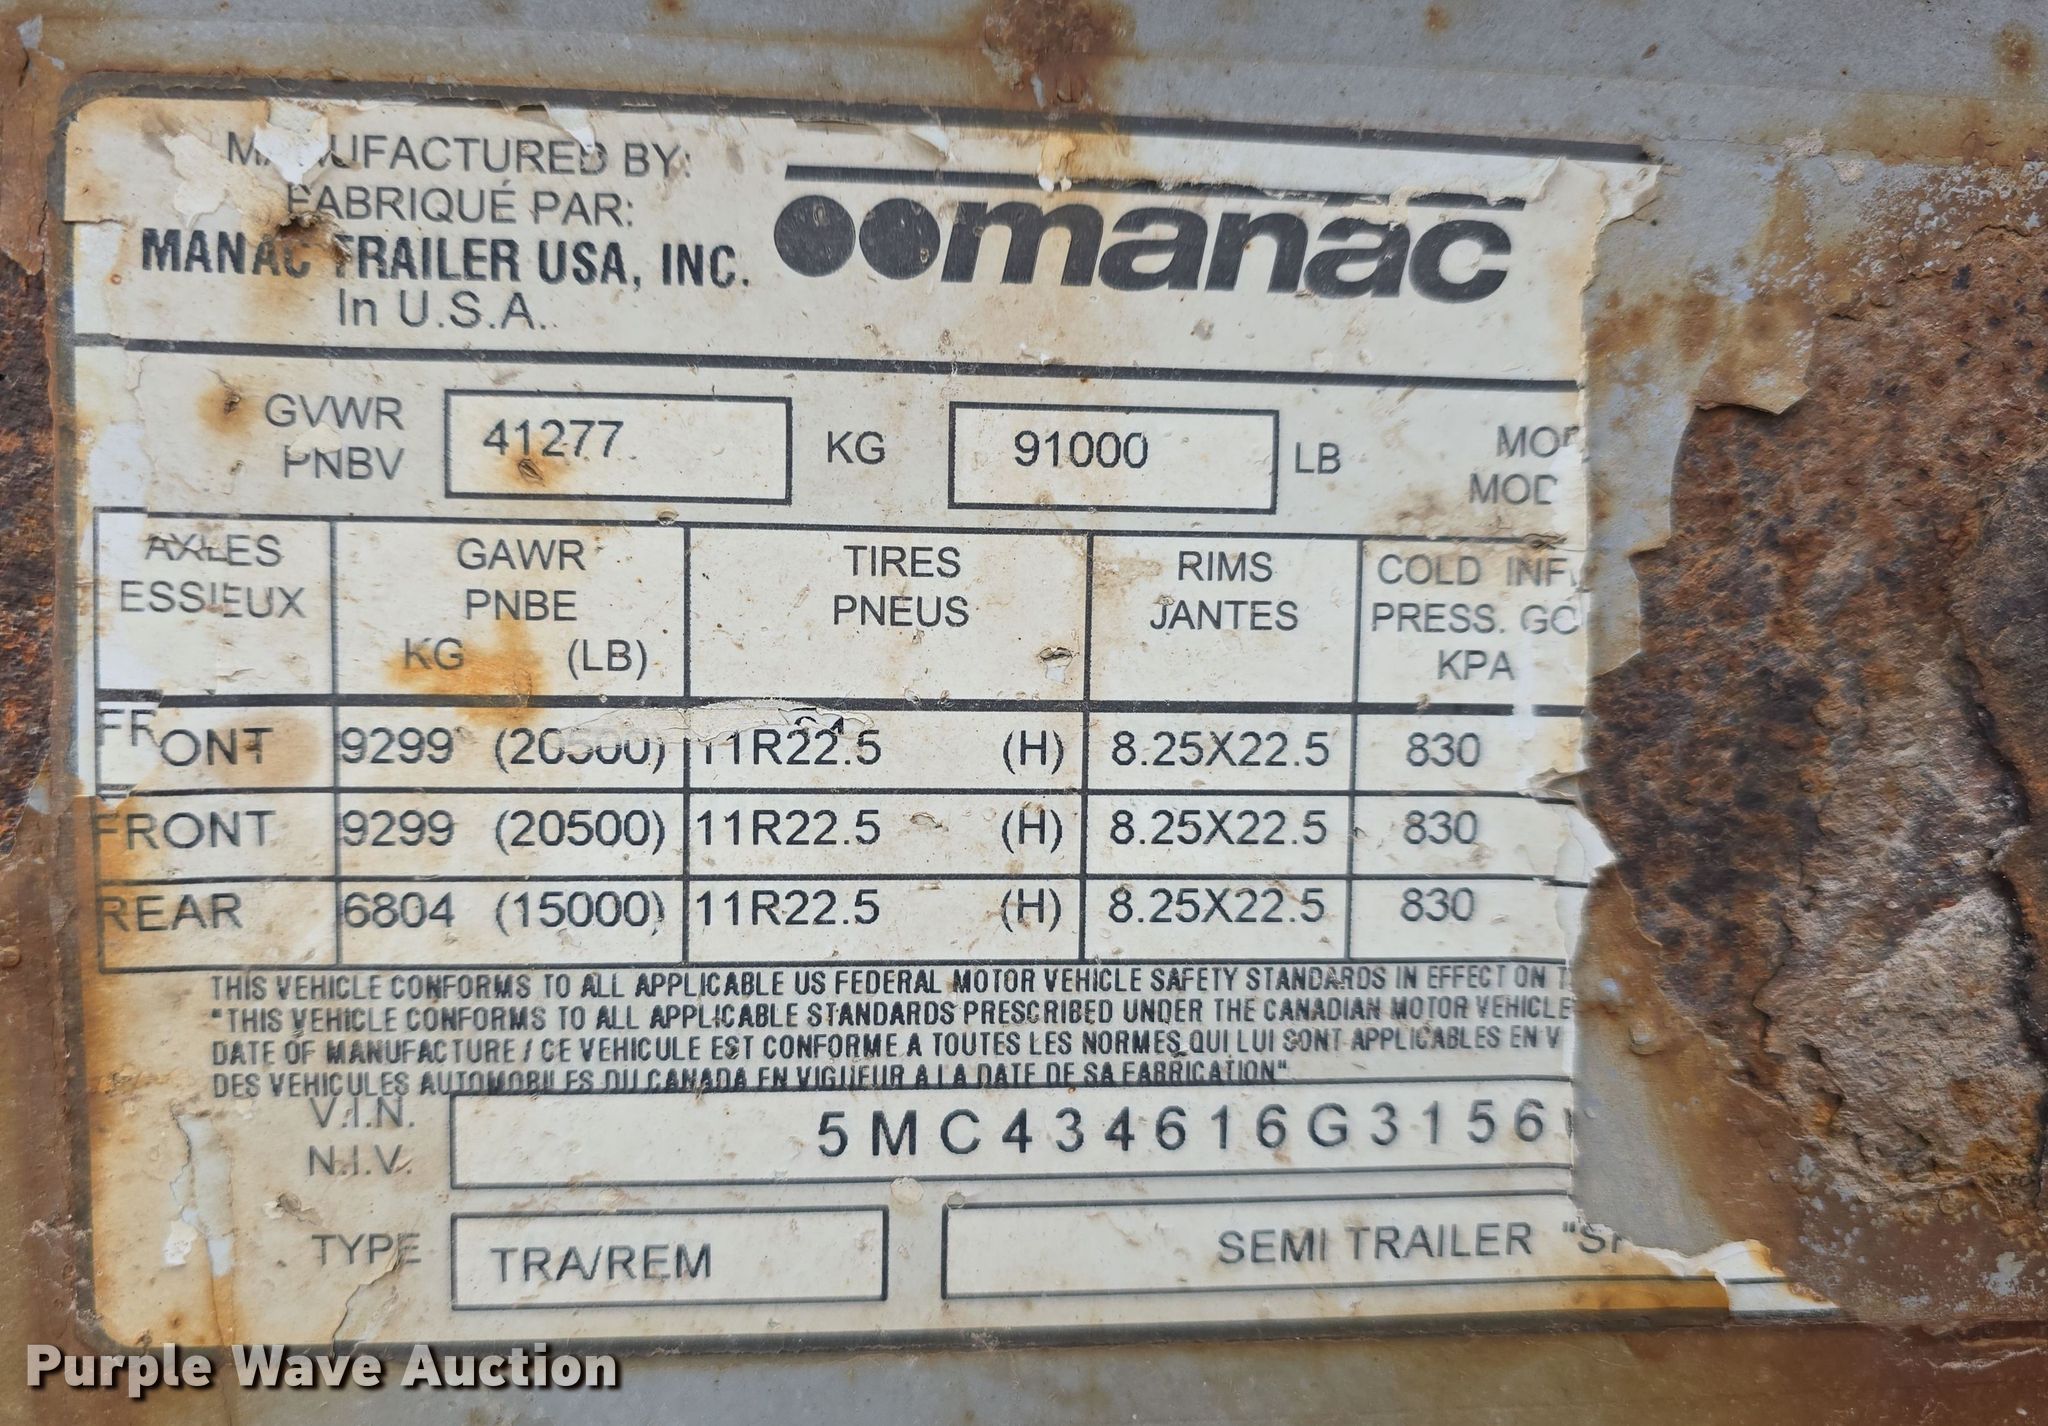 MANUFACTURED BY:
FABRIQUÉ PAR:
MANAC TRAILER USA, INC.
In U.S.A.
manac
GVWR
PNBV
41277
KG
91000
LB
MOD
MOD
AXLES
ESSIEUX
GAWR
PNBE
KG (LB)
TIRES
PNEUS
RIMS
JANTES
COLD INF
PRESS. GO
KPA
FRONT 9299 (20500) 11R22.5 (H) 8.25X22.5 830
FRONT 9299 (20500) 11R22.5 (H) 8.25X22.5 830
REAR 6804 (15000) 11R22.5 (H) 8.25X22.5 830
THIS VEHICLE CONFORMS TO ALL APPLICABLE US FEDERAL MOTOR VEHICLE SAFETY STANDARDS IN EFFECT ON T
"THIS VEHICLE CONFORMS TO ALL APPLICABLE STANDARDS PRESCRIBED UNDER THE CANADIAN MOTOR VEHICLE
DATE OF MANUFACTURE / CE VEHICULE EST CONFORME A TOUTES LES NORMES QUI LUI SONT APPLICABLES EN V
DES VEHICULES AUTOMOBILES DU CANADA EN VIGUEUR A LA DATE DE SA FABRICATION"
V.I.N.
N.I.V.
5MC434616G3156
TYPE
TRA/REM
SEMI TRAILER "SP
Purple Wave Auction